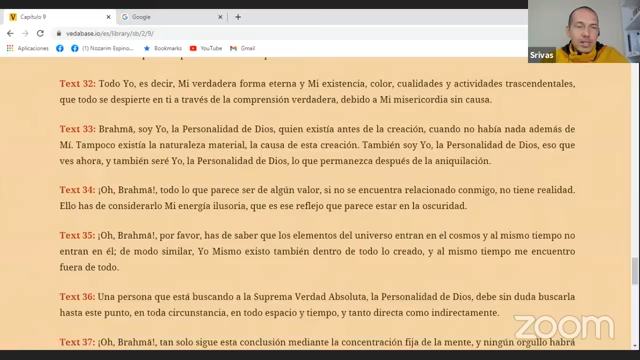 Capítulo 9
Google
vedabase.io/es/library/sb/2/9/
Aplicaciones
(1) Nozarim Espino...
Bookmarks
YouTube
Gmail
Srivas
Text 32: Todo Yo, es decir, Mi verdadera forma eterna y Mi existencia, color, cualidades y actividades trascendentales,
que todo se despierte en ti a través de la comprensión verdadera, debido a Mi misericordia sin causa.
Text 33: Brahmā, soy Yo, la Personalidad de Dios, quien existía antes de la creación, cuando no había nada además de
Mí. Tampoco existía la naturaleza material, la causa de esta creación. También soy Yo, la Personalidad de Dios, eso que
ves ahora, y también seré Yo, la Personalidad de Dios, lo que permanezca después de la aniquilación.
Text 34: ¡Oh, Brahmā!, todo lo que parece ser de algún valor, si no se encuentra relacionado conmigo, no tiene realidad.
Ello has de considerarlo Mi energía ilusoria, que es ese reflejo que parece estar en la oscuridad.
Text 35: ¡Oh, Brahmā!, por favor, has de saber que los elementos del universo entran en el cosmos y al mismo tiempo no
entran en él; de modo similar, Yo Mismo existo también dentro de todo lo creado, y al mismo tiempo me encuentro
fuera de todo.
Text 36: Una persona que está buscando a la Suprema Verdad Absoluta, la Personalidad de Dios, debe sin duda buscarla
hasta este punto, en toda circunstancia, en todo espacio y tiempo, y tanto directa como indirectamente.
Text 37: ¡Oh, Brahmā!, tan solo sigue esta conclusión mediante la concentración fija de la mente, y ningún orgullo habrá
zoom